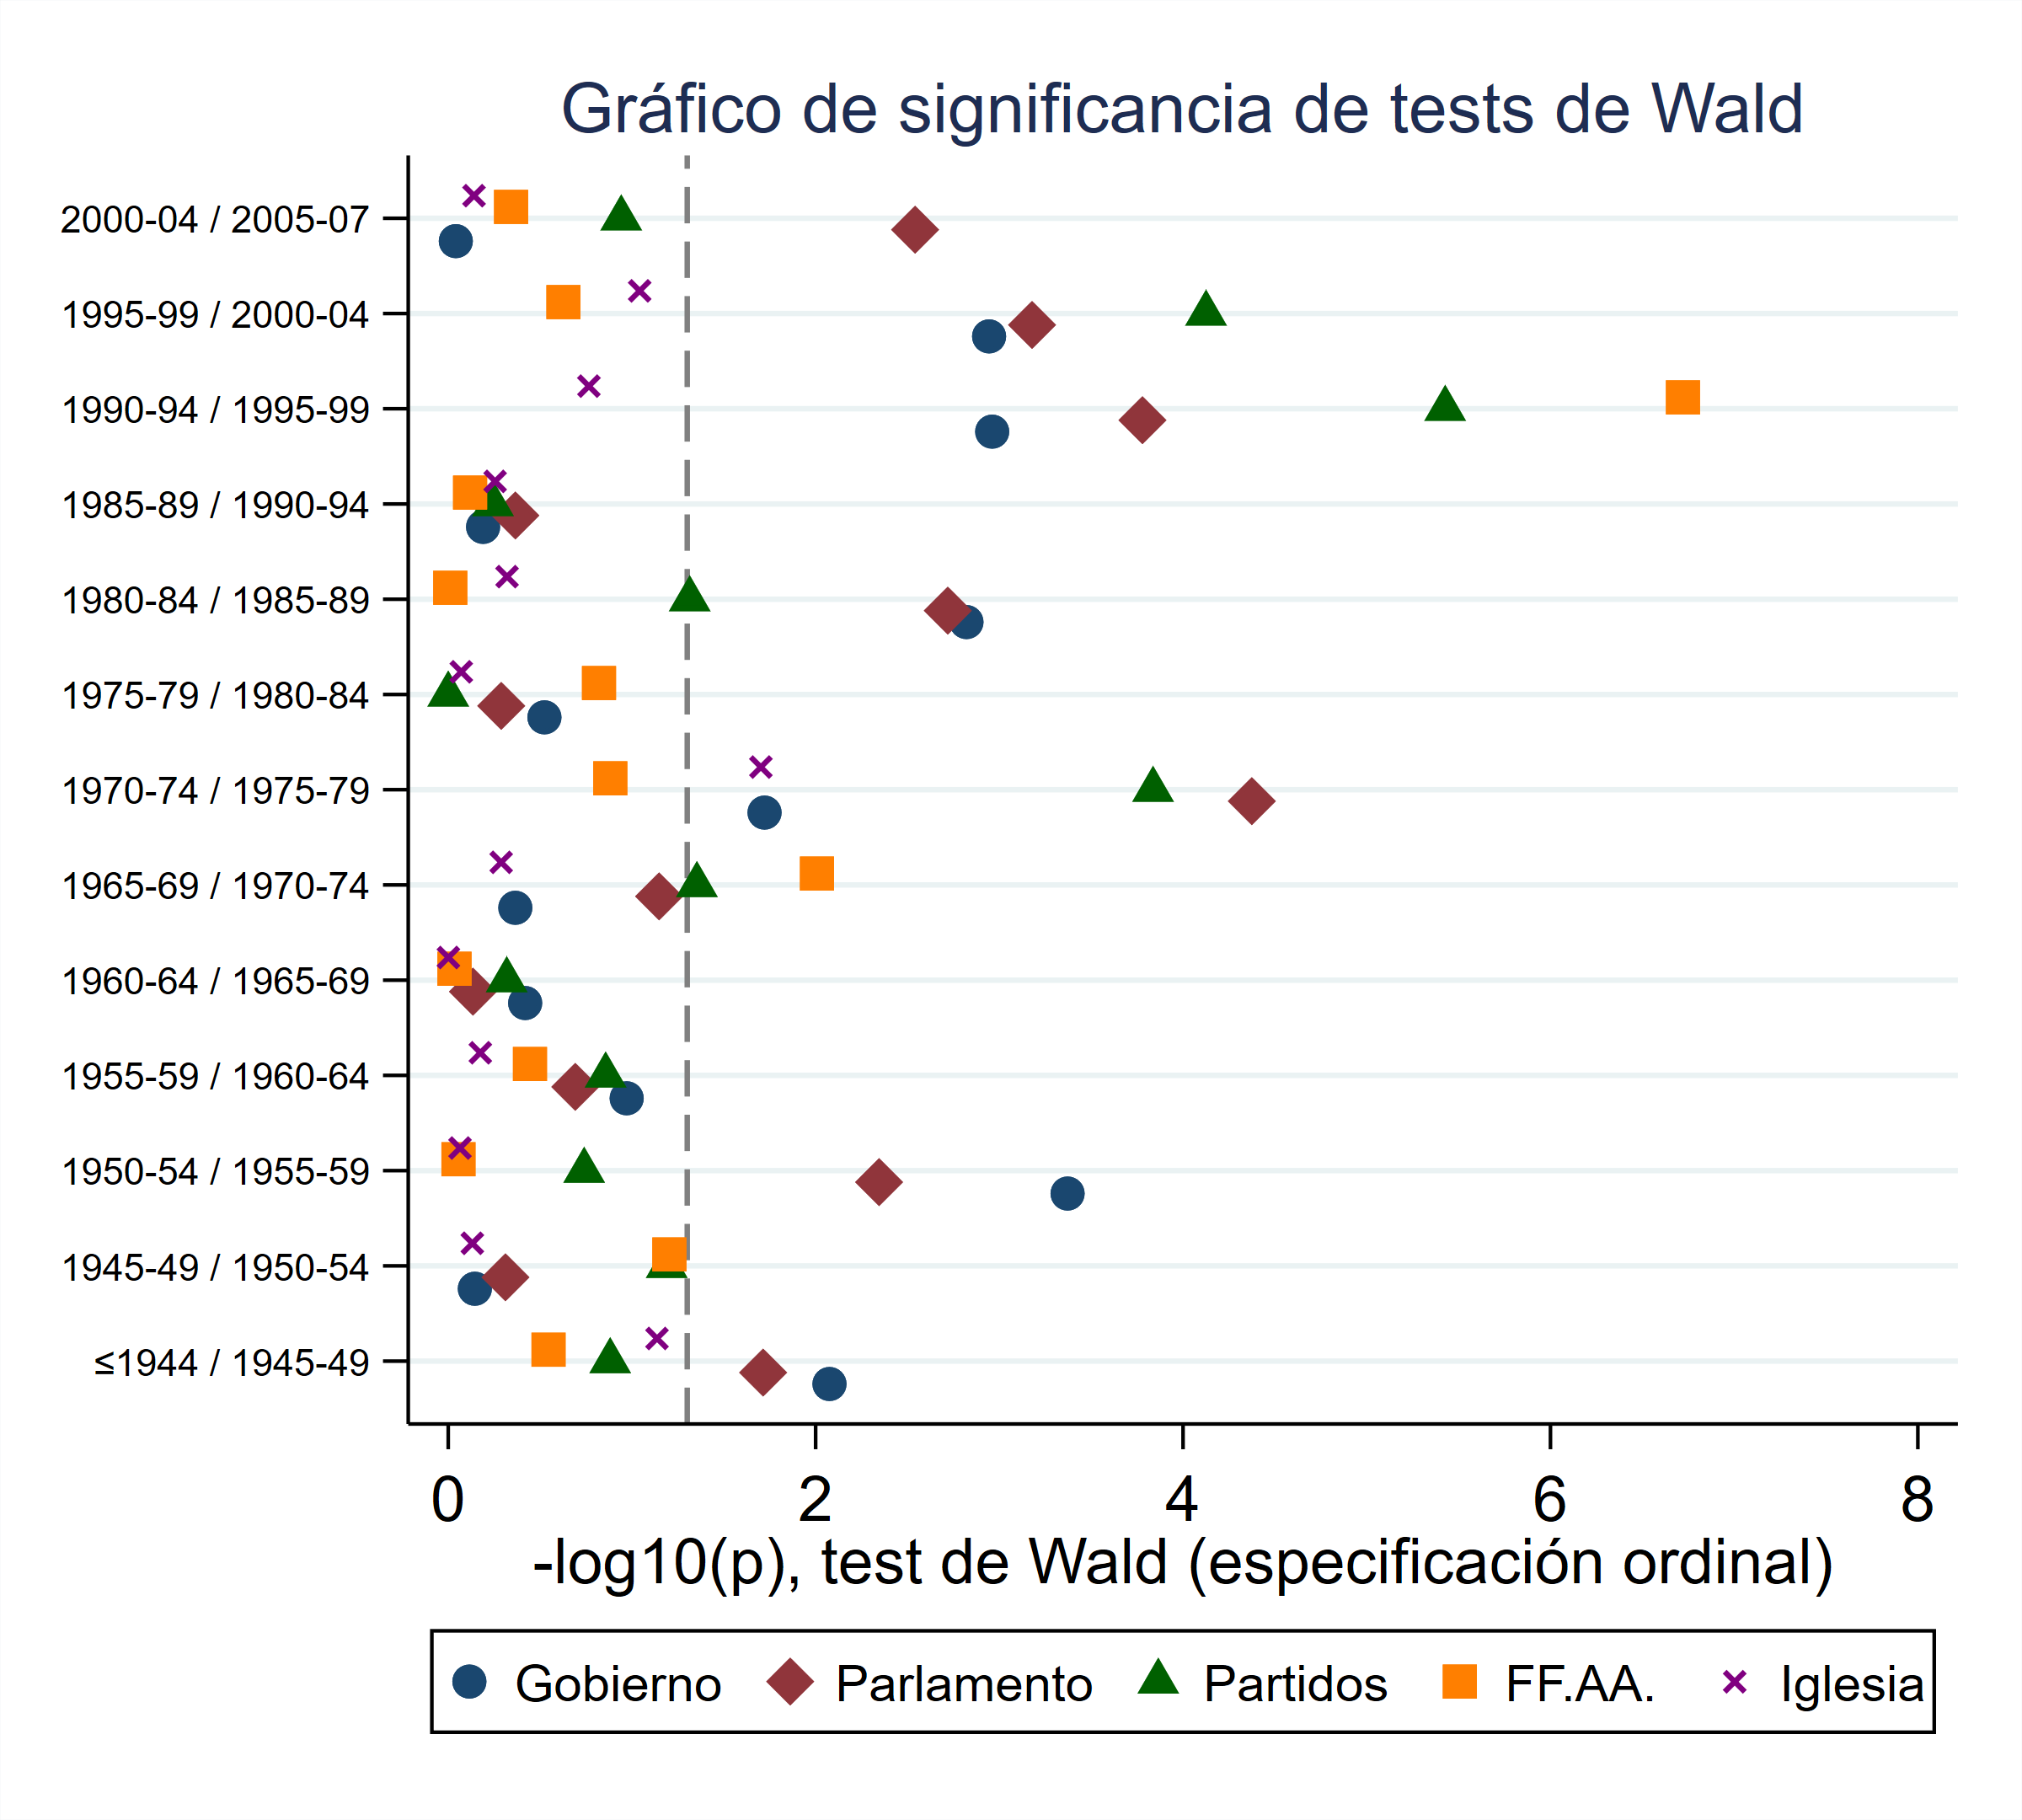 Gráfico de significancia de tests de Wald
2000-04 / 2005-07
1995-99 / 2000-04
1990-94 / 1995-99
1985-89 / 1990-94
1980-84 / 1985-89
1975-79 / 1980-84
1970-74 / 1975-79
1965-69 / 1970-74
1960-64 / 1965-69
1955-59 / 1960-64
1950-54 / 1955-59
1945-49 / 1950-54
≤1944 / 1945-49
0 2 4 6 8
-log10(p), test de Wald (especificación ordinal)
Gobierno Parlamento Partidos FF.AA. Iglesia